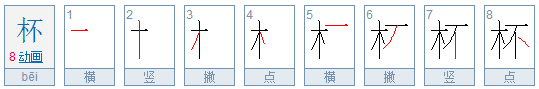 杯 1 2 3 4 5 6 7 8
8 动画
bēi 横 竖 撇 点 横 撇 竖 点